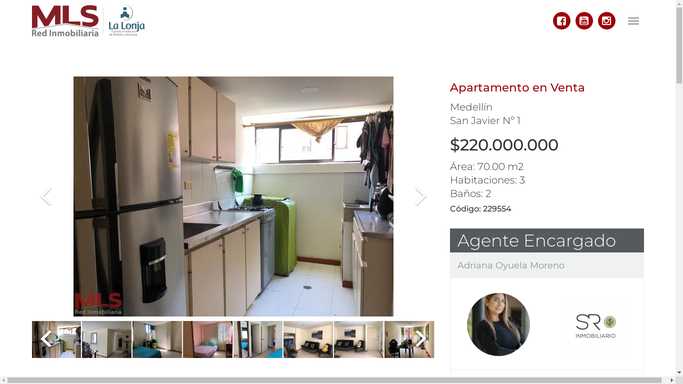 MLS
Red Inmobiliaria
La Lonja
Apartamento en Venta
Medellín
San Javier Nº 1
$220.000.000
Área: 70.00 m2
Habitaciones: 3
Baños: 2
Código: 229554
MLS
Red Inmobiliaria
Agente Encargado
Adriana Oyuela Moreno
SR
INMOBILIARIO